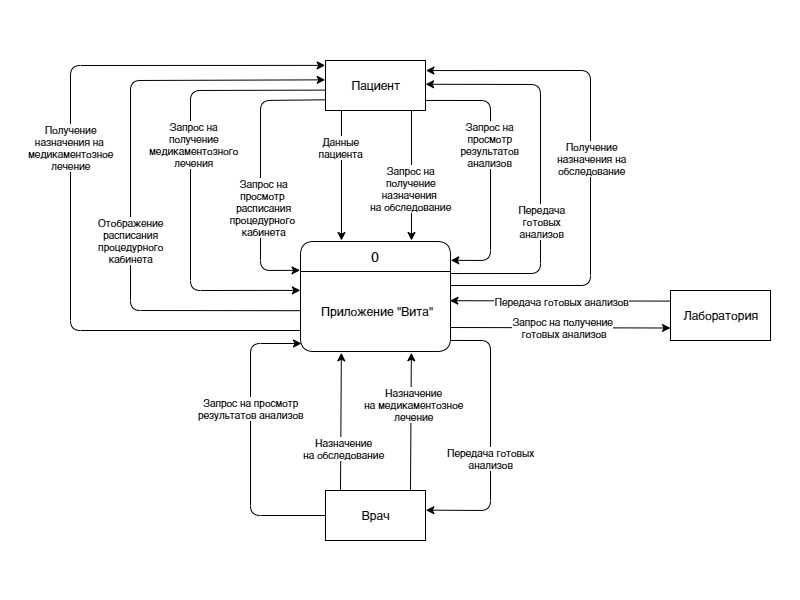 Пациент
Получение
назначения на
медикаментозное
лечение
Запрос на
получение
медикаментозного
лечения
Данные
пациента
Запрос на
просмотр
результатов
анализов
Получение
назначения на
обследование
Запрос на
получение
назначения
на обследование
Запрос на
просмотр
расписания
процедурного
кабинета
Передача
готовых
анализов
Отображение
расписания
процедурного
кабинета
0
Приложение "Вита"
Передача готовых анализов
Лаборатория
Запрос на получение
готовых анализов
Запрос на просмотр
результатов анализов
Назначение
на медикаментозное
лечение
Назначение
на обследование
Передача готовых
анализов
Врач